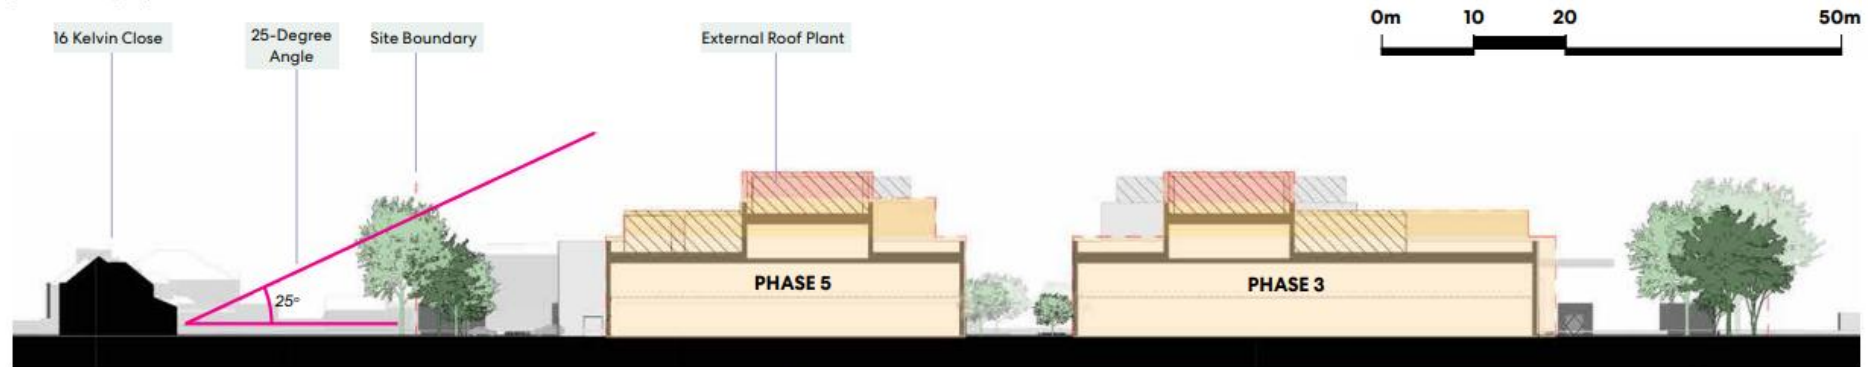 16 Kelvin Close
25-Degree
Angle
Site Boundary
External Roof Plant
0m 10 20 50m
25°
PHASE 5
PHASE 3